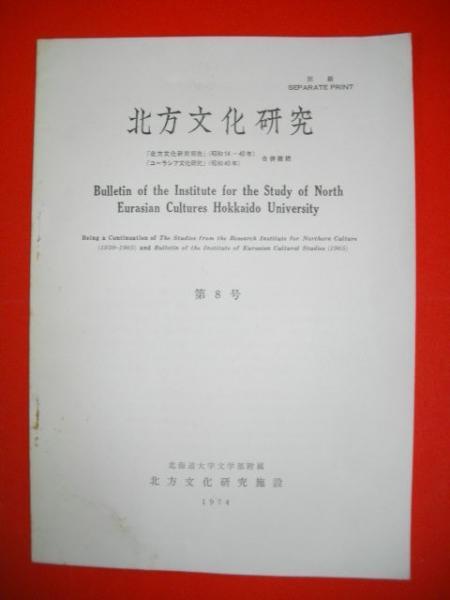 別刷
SEPARATE PRINT
北方文化研究
「北方文化研究報告」(昭和14-40年)
「ユーラシア文化研究」(昭和40年)
合併継続
Bulletin of the Institute for the Study of North
Eurasian Cultures Hokkaido University
Being a Continuation of The Studies from the Research Institute for Northern Culture
(1939-1965) and Bulletin of the Institute of Eurasian Cultural Studies (1965)
第8号
北海道大学文学部附属
北方文化研究施設
1974